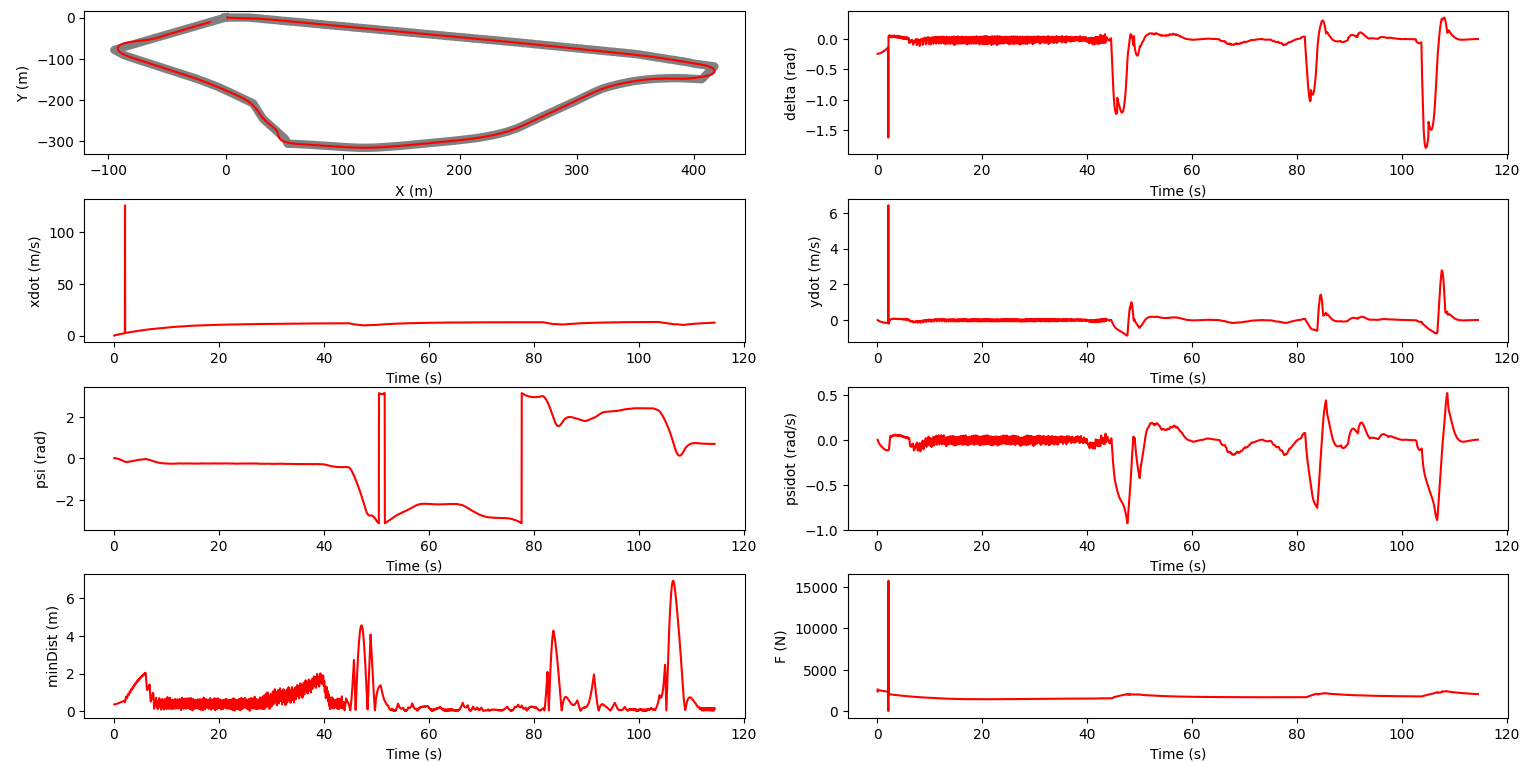 0
−100
−200
−300
Y (m)
−100 0 100 200 300 400
X (m)
0.0
−0.5
−1.0
−1.5
delta (rad)
0 20 40 60 80 100 120
Time (s)
100
50
0
xdot (m/s)
0 20 40 60 80 100 120
Time (s)
6
4
2
0
ydot (m/s)
0 20 40 60 80 100 120
Time (s)
2
0
−2
psi (rad)
0 20 40 60 80 100 120
Time (s)
0.5
0.0
−0.5
−1.0
psidot (rad/s)
0 20 40 60 80 100 120
Time (s)
6
4
2
0
minDist (m)
0 20 40 60 80 100 120
Time (s)
15000
10000
5000
0
F (N)
0 20 40 60 80 100 120
Time (s)